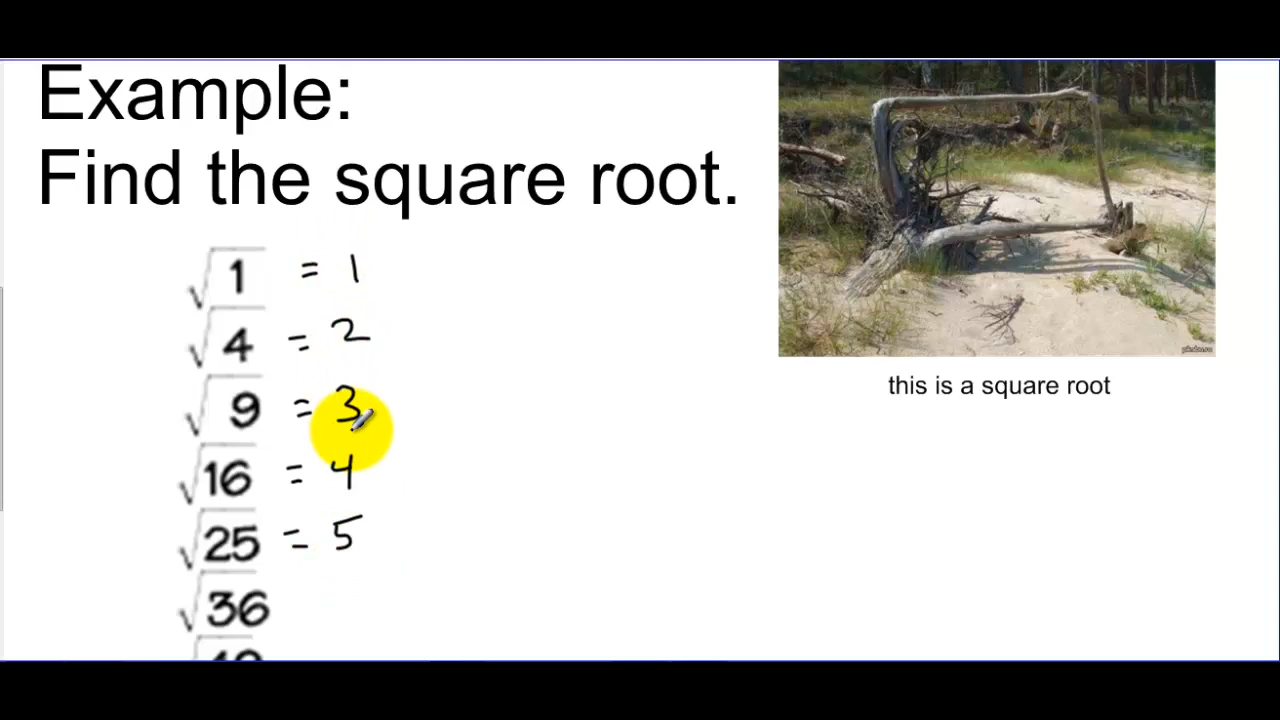 Example:
Find the square root.
√1 = 1
√4 = 2
√9 = 3
√16 = 4
√25 = 5
√36
this is a square root